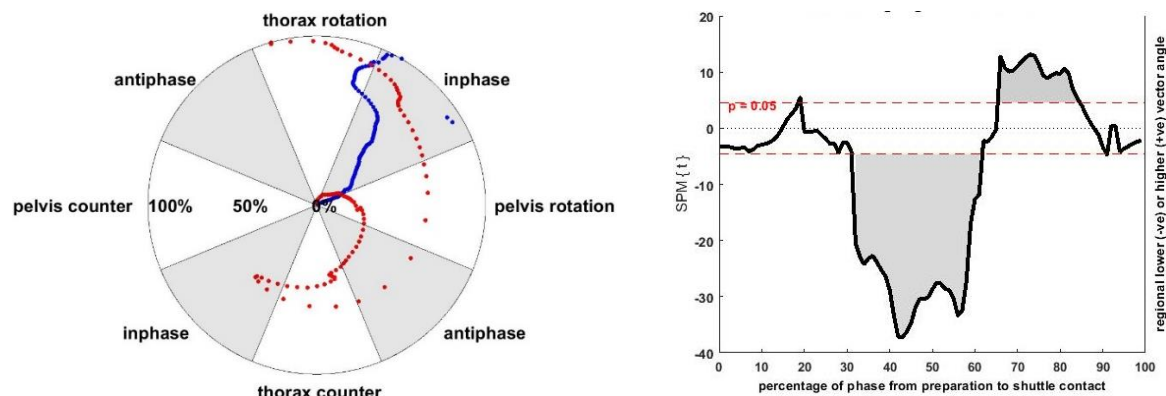 thorax rotation
antiphase
inphase
pelvis counter
100%
50%
0%
pelvis rotation
inphase
antiphase
thorax counter
20
10
0
-10
-20
-30
-40
SPM { t }
p = 0.05
0 10 20 30 40 50 60 70 80 90 100
percentage of phase from preparation to shuttle contact
regional lower (-ve) or higher (+ve) vector angle